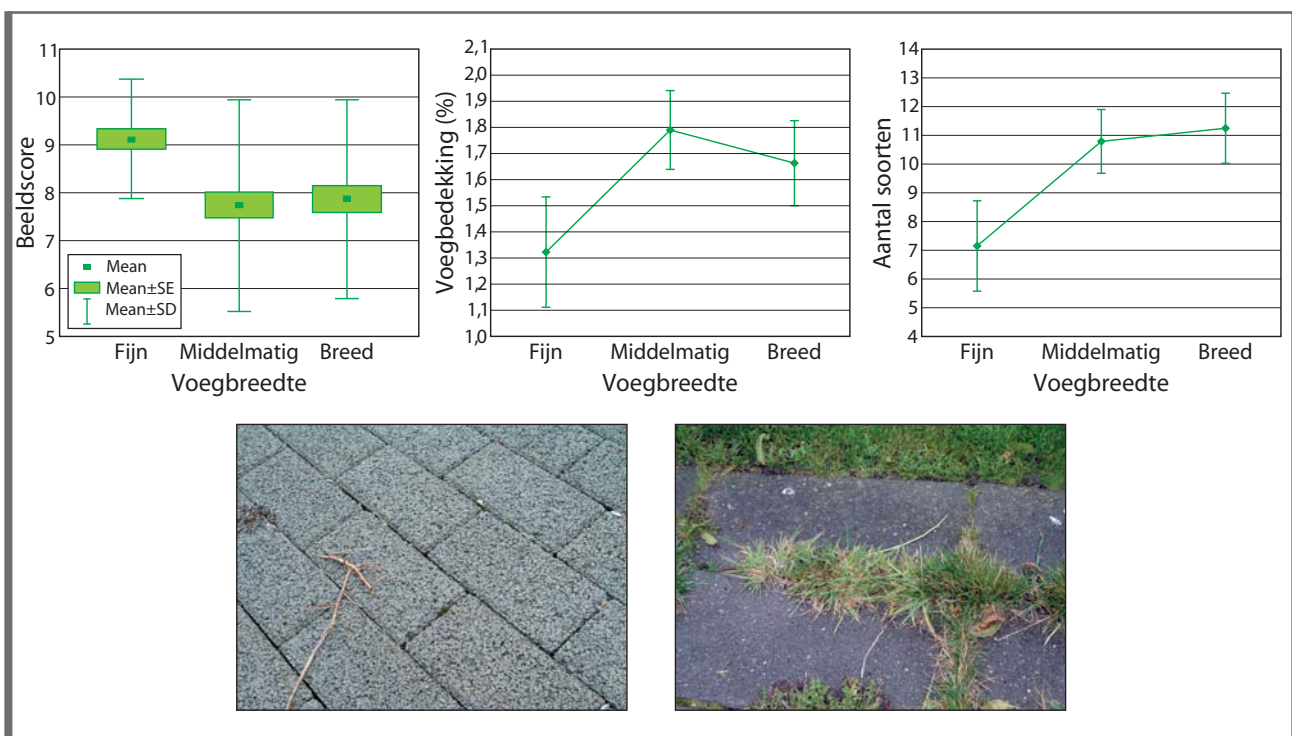 11
10
9
8
7
6
5
Beeldscore
Mean
Mean±SE
Mean±SD
Fijn Middelmatig Breed
Voegbreedte
2,1
2,0
1,9
1,8
1,7
1,6
1,5
1,4
1,3
1,2
1,1
1,0
Voegbedekking (%)
Fijn Middelmatig Breed
Voegbreedte
14
13
12
11
10
9
8
7
6
5
4
Aantal soorten
Fijn Middelmatig Breed
Voegbreedte